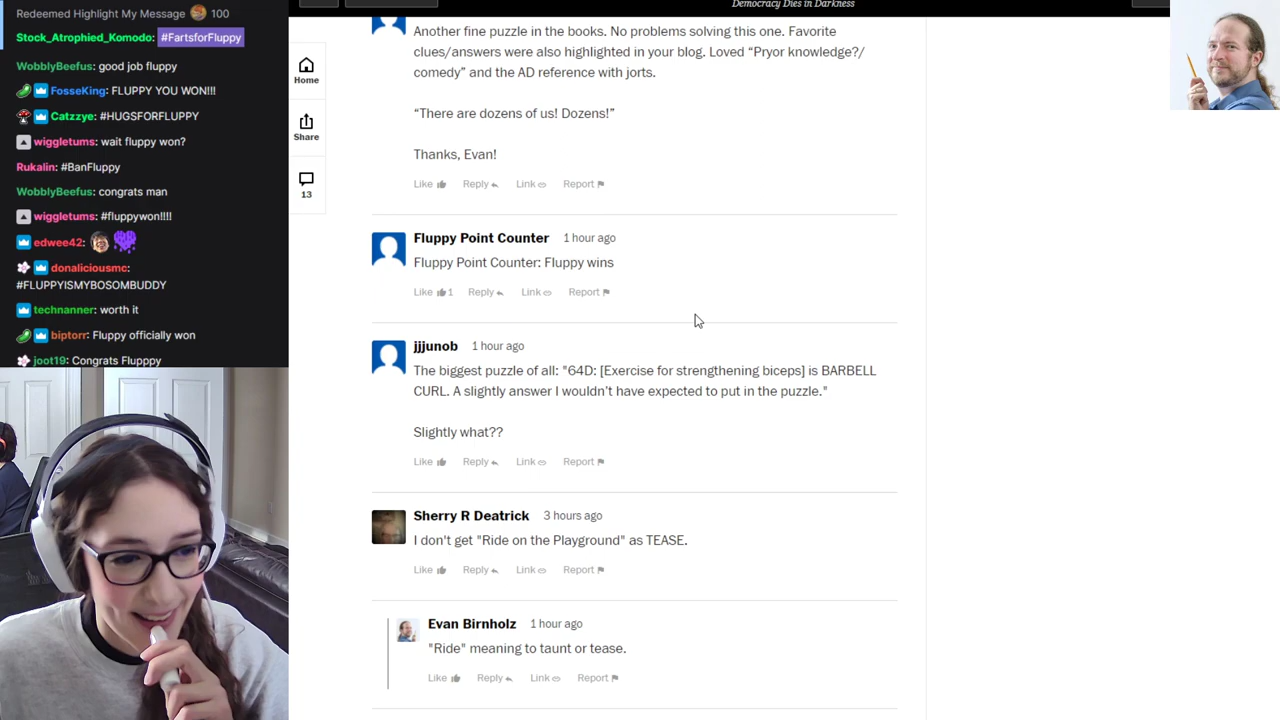 Redeemed Highlight My Message 100
Stock_Atrophied_Komodo: #FartsforFluppy
WobblyBeefus: good job fluppy
FosseKing: FLUPPY YOU WON!!!
Catzzye: #HUGSFORFLUPPY
wiggletums: wait fluppy won?
Rukalin: #BanFluppy
WobblyBeefus: congrats man
wiggletums: #fluppywon!!!!
edwee42:
donaliciousmc:
#FLUPPYISMYBOSOMBUDDY
technanner: worth it
biptorr: Fluppy officially won
joot19: Congrats Flupppy
Democracy Dies in Darkness
Home
Share
13
Another fine puzzle in the books. No problems solving this one. Favorite
clues/answers were also highlighted in your blog. Loved “Pryor knowledge?/
comedy” and the AD reference with jorts.
“There are dozens of us! Dozens!”
Thanks, Evan!
Like Reply Link Report
Fluppy Point Counter 1 hour ago
Fluppy Point Counter: Fluppy wins
Like 1 Reply Link Report
jjjunob 1 hour ago
The biggest puzzle of all: "64D: [Exercise for strengthening biceps] is BARBELL
CURL. A slightly answer I wouldn’t have expected to put in the puzzle."
Slightly what??
Like Reply Link Report
Sherry R Deatrick 3 hours ago
I don't get "Ride on the Playground" as TEASE.
Like Reply Link Report
Evan Birnholz 1 hour ago
"Ride" meaning to taunt or tease.
Like Reply Link Report